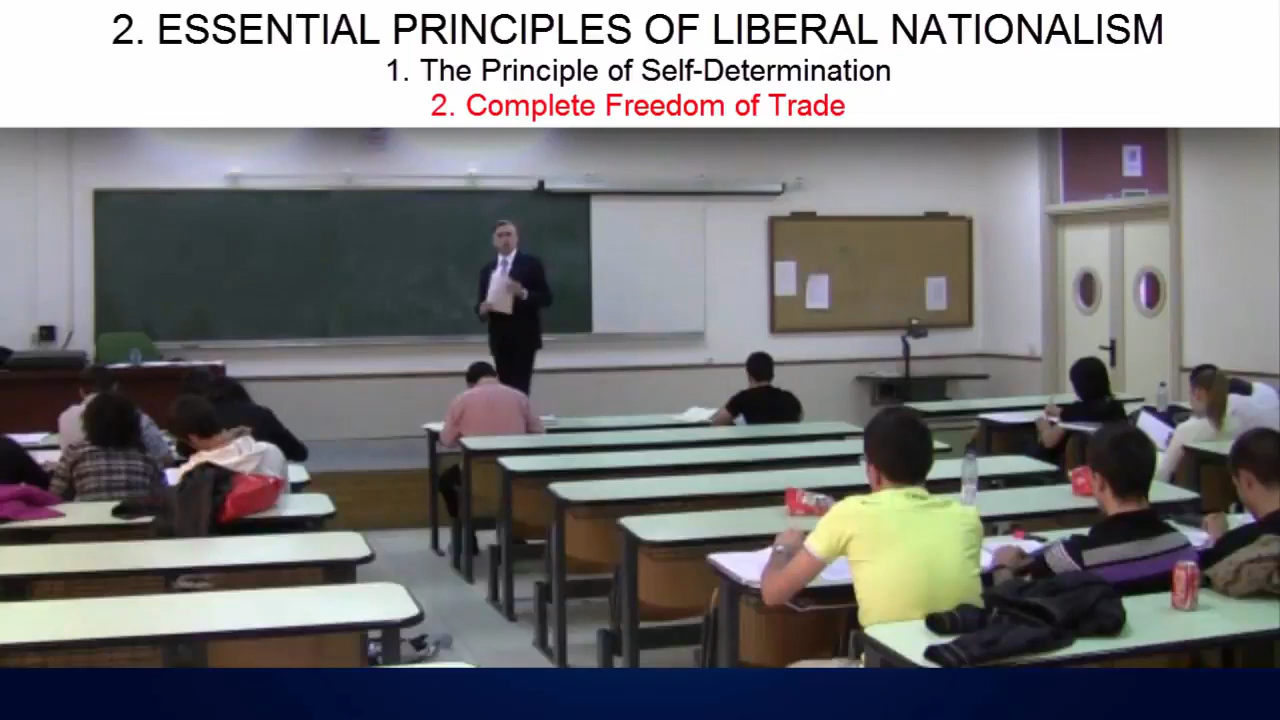 2. ESSENTIAL PRINCIPLES OF LIBERAL NATIONALISM
1. The Principle of Self-Determination
2. Complete Freedom of Trade